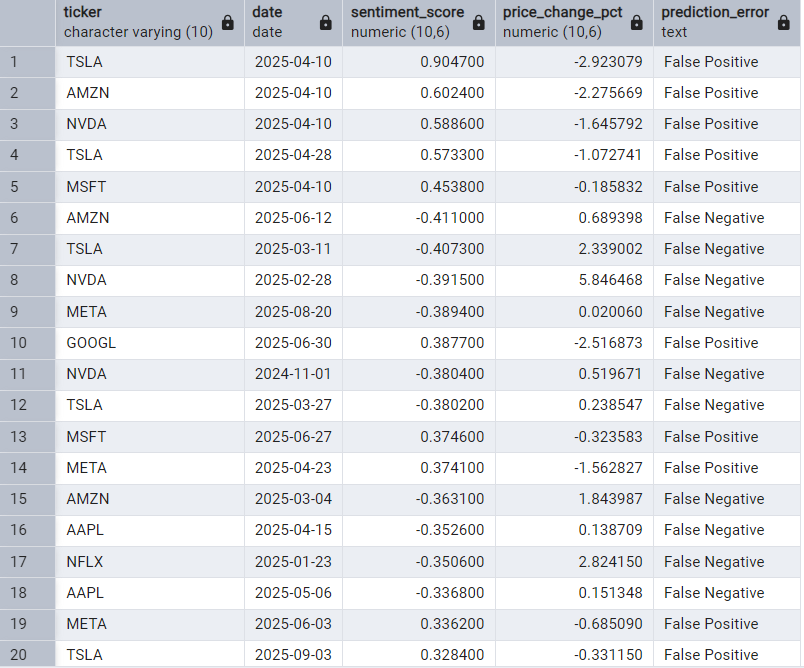 ticker date sentiment_score price_change_pct prediction_error
character varying (10) date numeric (10,6) numeric (10,6) text
1 TSLA 2025-04-10 0.904700 -2.923079 False Positive
2 AMZN 2025-04-10 0.602400 -2.275669 False Positive
3 NVDA 2025-04-10 0.588600 -1.645792 False Positive
4 TSLA 2025-04-28 0.573300 -1.072741 False Positive
5 MSFT 2025-04-10 0.453800 -0.185832 False Positive
6 AMZN 2025-06-12 -0.411000 0.689398 False Negative
7 TSLA 2025-03-11 -0.407300 2.339002 False Negative
8 NVDA 2025-02-28 -0.391500 5.846468 False Negative
9 META 2025-08-20 -0.389400 0.020060 False Negative
10 GOOGL 2025-06-30 0.387700 -2.516873 False Positive
11 NVDA 2024-11-01 -0.380400 0.519671 False Negative
12 TSLA 2025-03-27 -0.380200 0.238547 False Negative
13 MSFT 2025-06-27 0.374600 -0.323583 False Positive
14 META 2025-04-23 0.374100 -1.562827 False Positive
15 AMZN 2025-03-04 -0.363100 1.843987 False Negative
16 AAPL 2025-04-15 -0.352600 0.138709 False Negative
17 NFLX 2025-01-23 -0.350600 2.824150 False Negative
18 AAPL 2025-05-06 -0.336800 0.151348 False Negative
19 META 2025-06-03 0.336200 -0.685090 False Positive
20 TSLA 2025-09-03 0.328400 -0.331150 False Positive